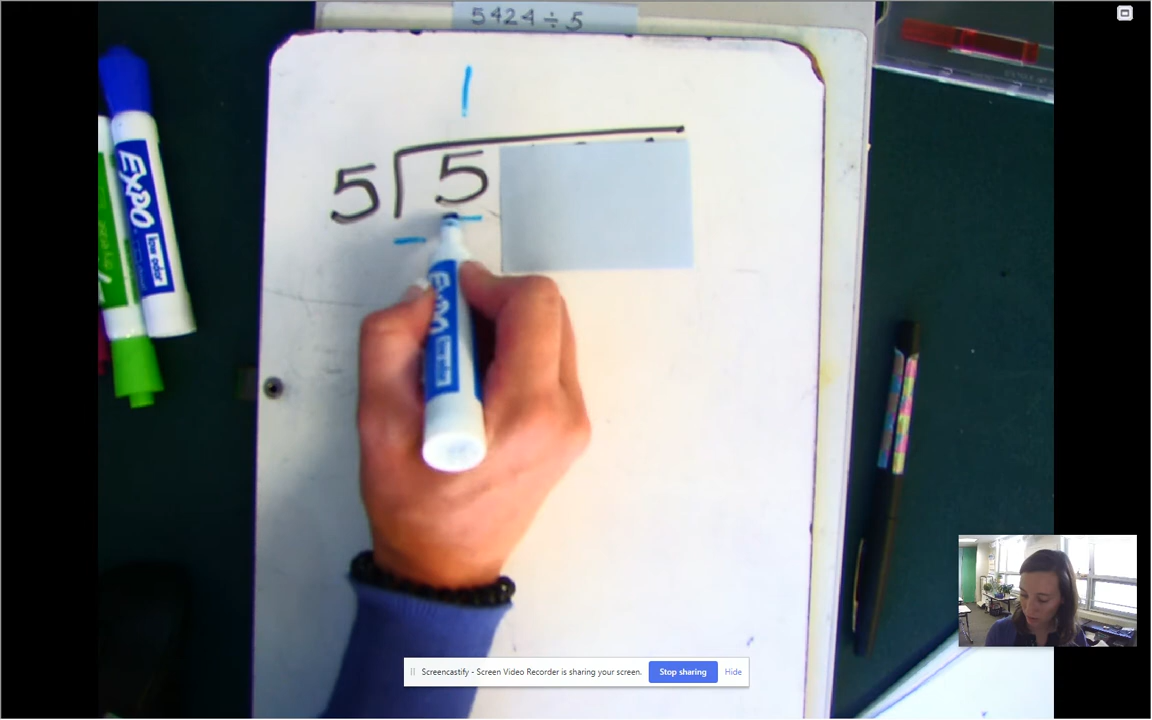 5424 ÷ 5
1
5 5
EXPO
low odor
EXPO
Screencastify - Screen Video Recorder is sharing your screen. Stop sharing Hide